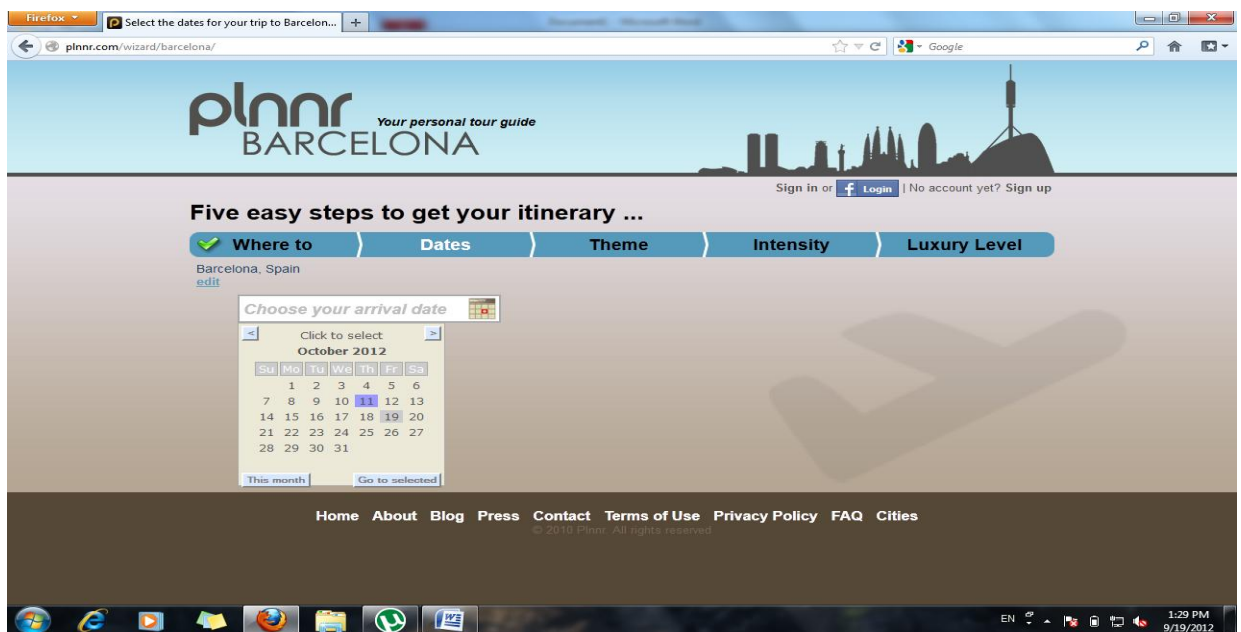 Firefox
Select the dates for your trip to Barcelon...
plnnr.com/wizard/barcelona/
Google
plnnr
Your personal tour guide
BARCELONA
Sign in or f Login | No account yet? Sign up
Five easy steps to get your itinerary ...
Where to Dates Theme Intensity Luxury Level
Barcelona, Spain
edit
Choose your arrival date
< Click to select >
October 2012
Su Mo Tu We Th Fr Sa
1 2 3 4 5 6
7 8 9 10 11 12 13
14 15 16 17 18 19 20
21 22 23 24 25 26 27
28 29 30 31
This month Go to selected
Home About Blog Press Contact Terms of Use Privacy Policy FAQ Cities
© 2010 Plnnr. All rights reserved
EN 1:29 PM
9/19/2012